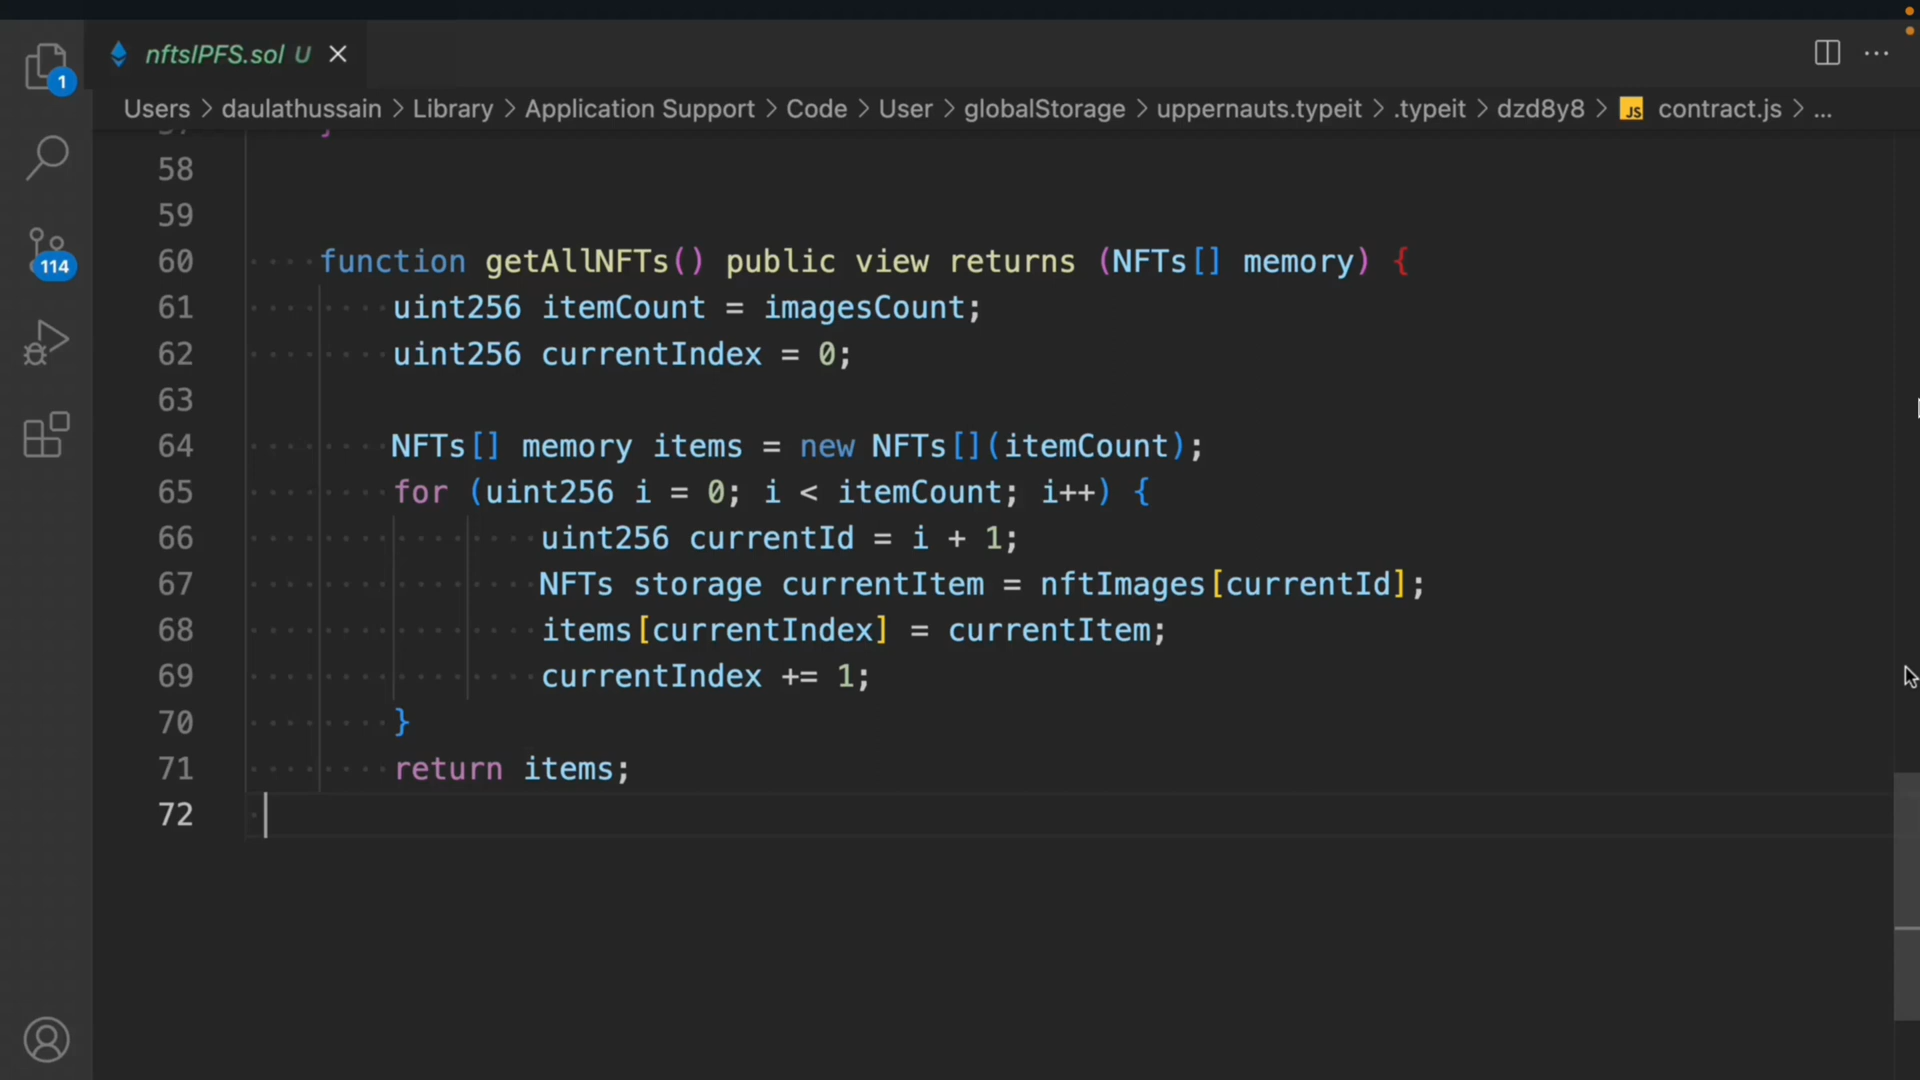 nftsIPFS.sol U
1
Users > daulathussain > Library > Application Support > Code > User > globalStorage > uppernauts.typeit > .typeit > dzd8y8 > JS contract.js > ...
58
59
60 function getAllNFTs() public view returns (NFTs[] memory) {
61 uint256 itemCount = imagesCount;
62 uint256 currentIndex = 0;
63
64 NFTs[] memory items = new NFTs[](itemCount);
65 for (uint256 i = 0; i < itemCount; i++) {
66 uint256 currentId = i + 1;
67 NFTs storage currentItem = nftImages[currentId];
68 items[currentIndex] = currentItem;
69 currentIndex += 1;
70 }
71 return items;
72
114